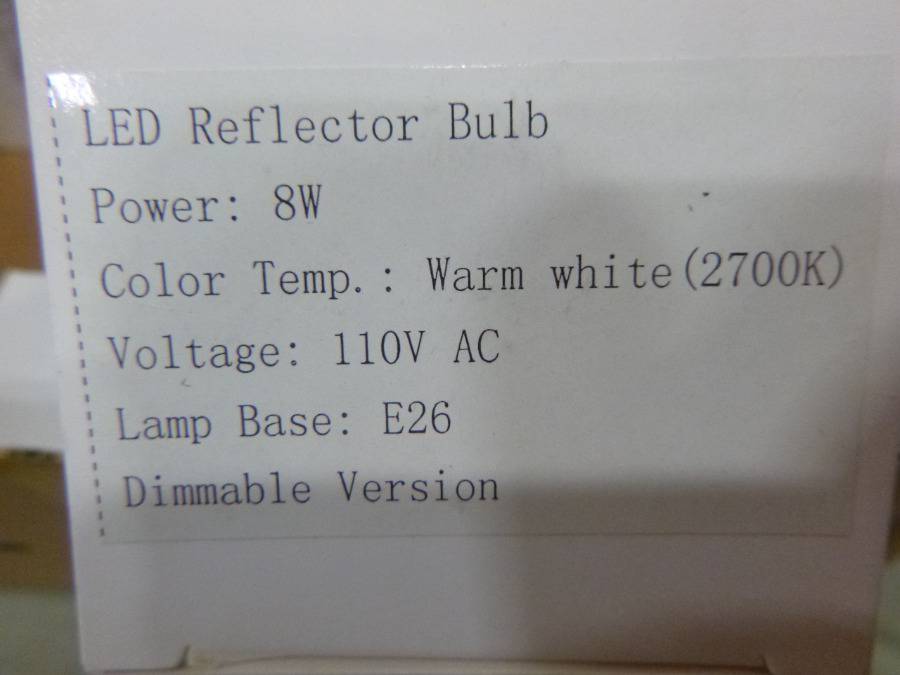 LED Reflector Bulb
Power: 8W
Color Temp.: Warm white(2700K)
Voltage: 110V AC
Lamp Base: E26
Dimmable Version